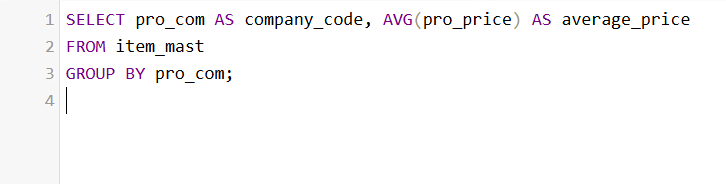 1 SELECT pro_com AS company_code, AVG(pro_price) AS average_price
2 FROM item_mast
3 GROUP BY pro_com;
4